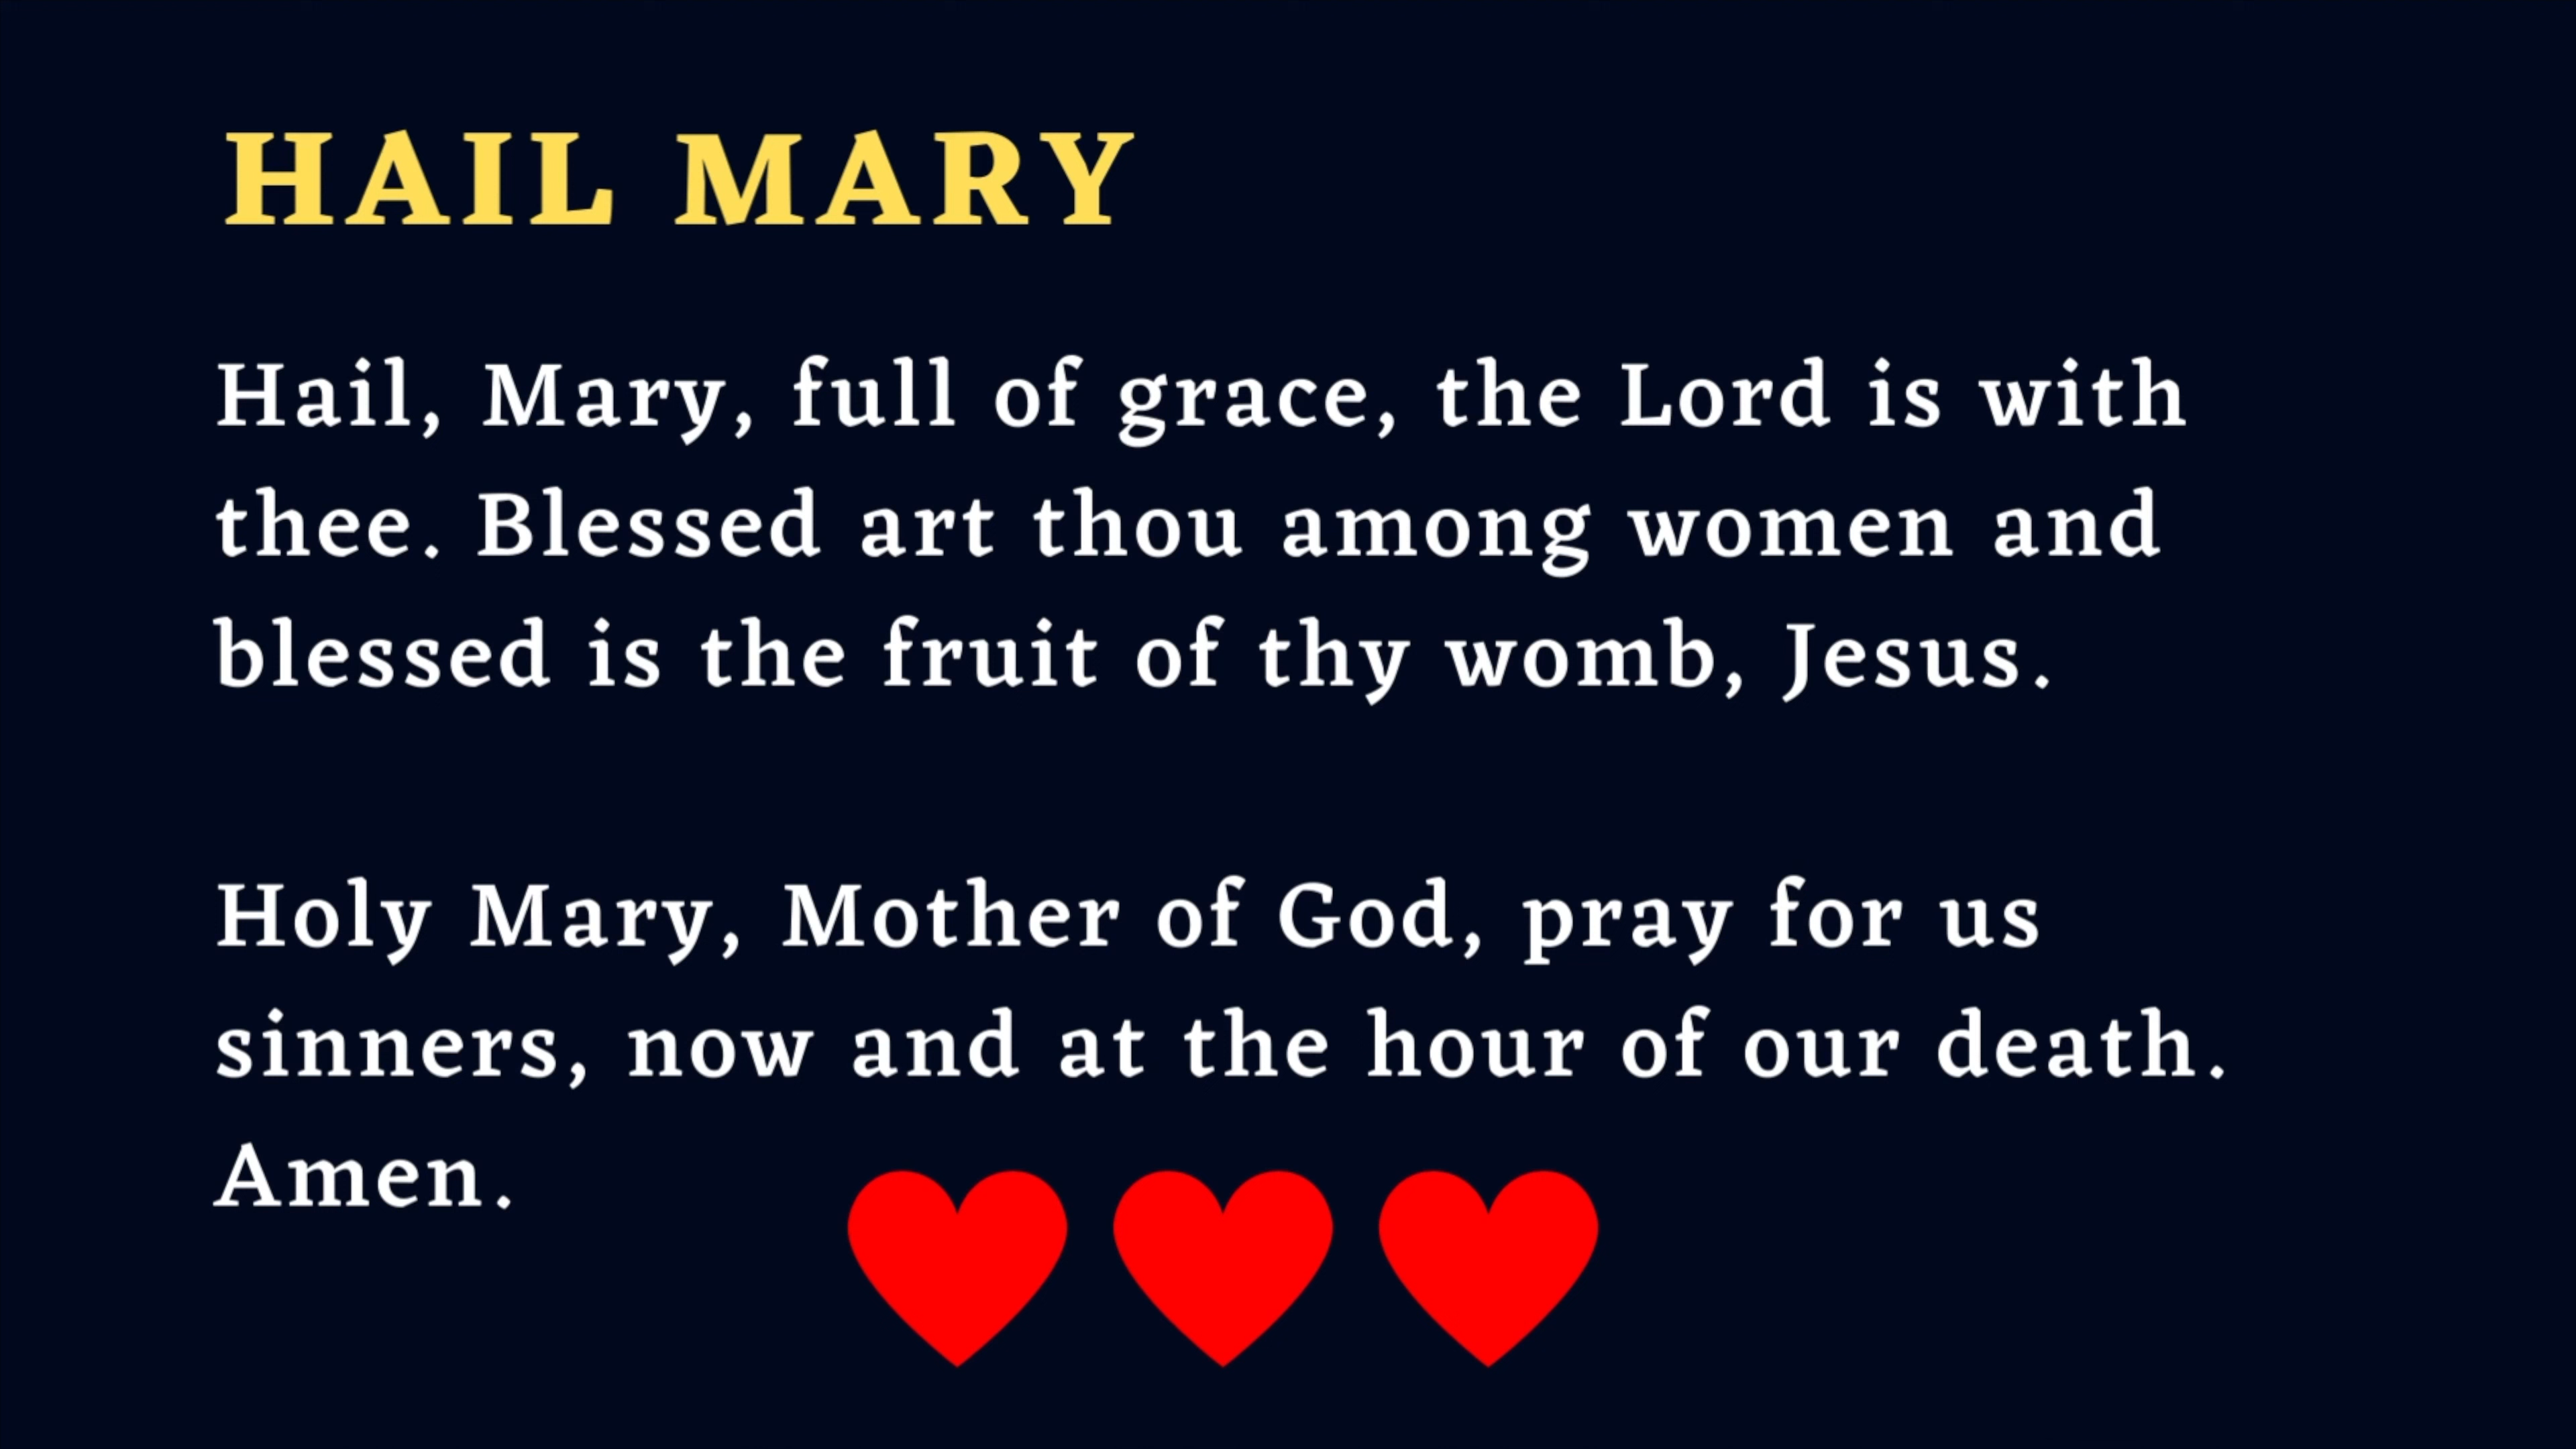 HAIL MARY
Hail, Mary, full of grace, the Lord is with
thee. Blessed art thou among women and
blessed is the fruit of thy womb, Jesus.
Holy Mary, Mother of God, pray for us
sinners, now and at the hour of our death.
Amen.